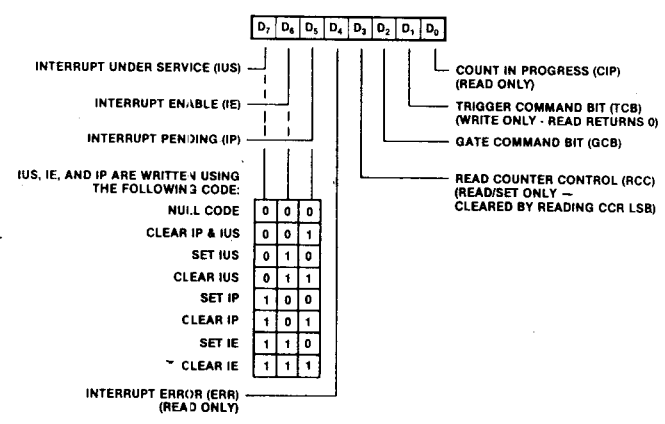 D7 D6 D5 D4 D3 D2 D1 D0
INTERRUPT UNDER SERVICE (IUS)
INTERRUPT ENABLE (IE)
INTERRUPT PENDING (IP)
IUS, IE, AND IP ARE WRITTEN USING
THE FOLLOWING CODE:
NULL CODE 0 0 0
CLEAR IP & IUS 0 0 1
SET IUS 0 1 0
CLEAR IUS 0 1 1
SET IP 1 0 0
CLEAR IP 1 0 1
SET IE 1 1 0
CLEAR IE 1 1 1
INTERRUPT ERROR (ERR)
(READ ONLY)
COUNT IN PROGRESS (CIP)
(READ ONLY)
TRIGGER COMMAND BIT (TCB)
(WRITE ONLY - READ RETURNS 0)
GATE COMMAND BIT (GCB)
READ COUNTER CONTROL (RCC)
(READ/SET ONLY —
CLEARED BY READING CCR LSB)